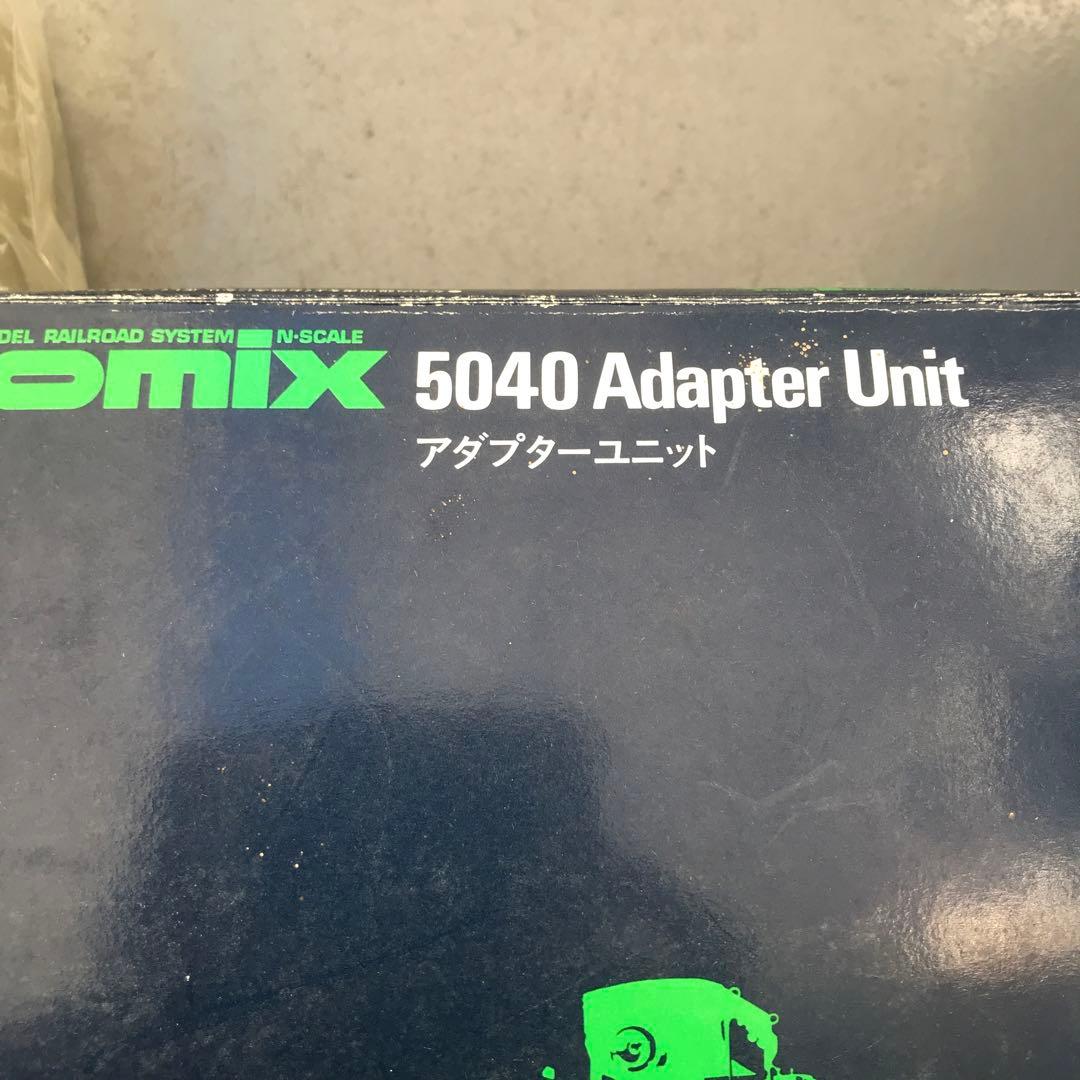 DEL RAILROAD SYSTEM N·SCALE
omix 5040 Adapter Unit
アダプターユニット